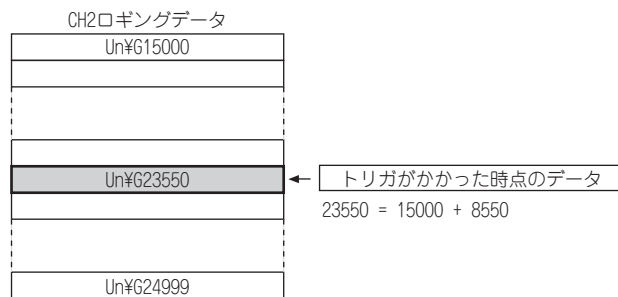 CH2ロギングデータ
Un¥G15000
Un¥G23550
トリガがかかった時点のデータ
23550 = 15000 + 8550
Un¥G24999